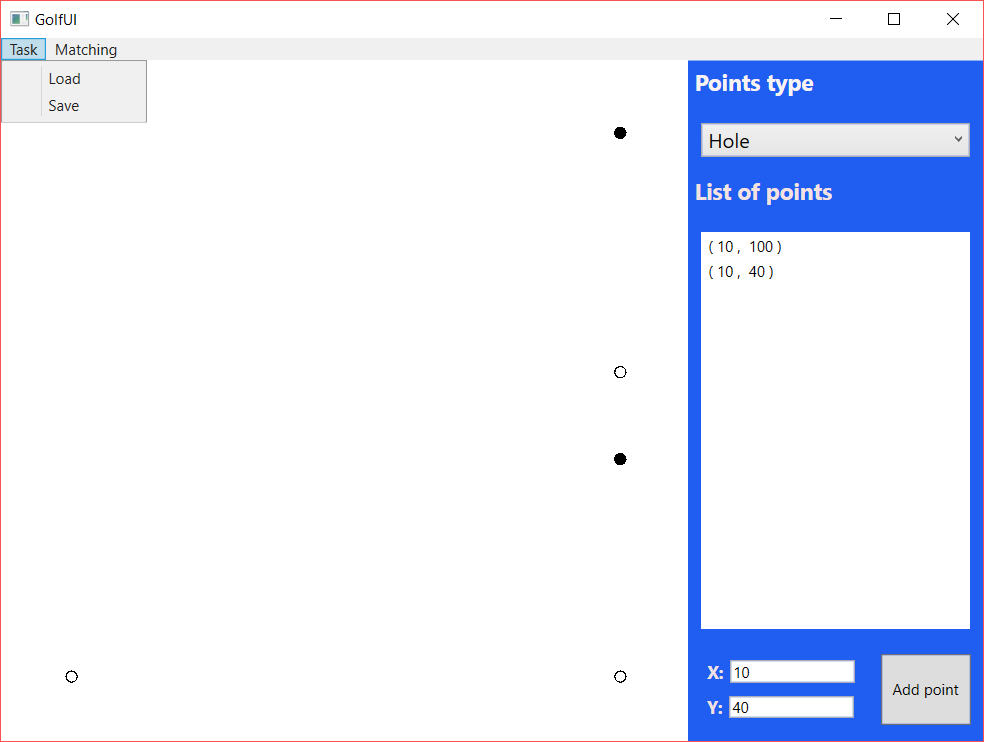 GolfUI
Task Matching
Load
Save
Points type
Hole
List of points
( 10 ,  100 )
( 10 ,  40 )
X: 10
Y: 40
Add point